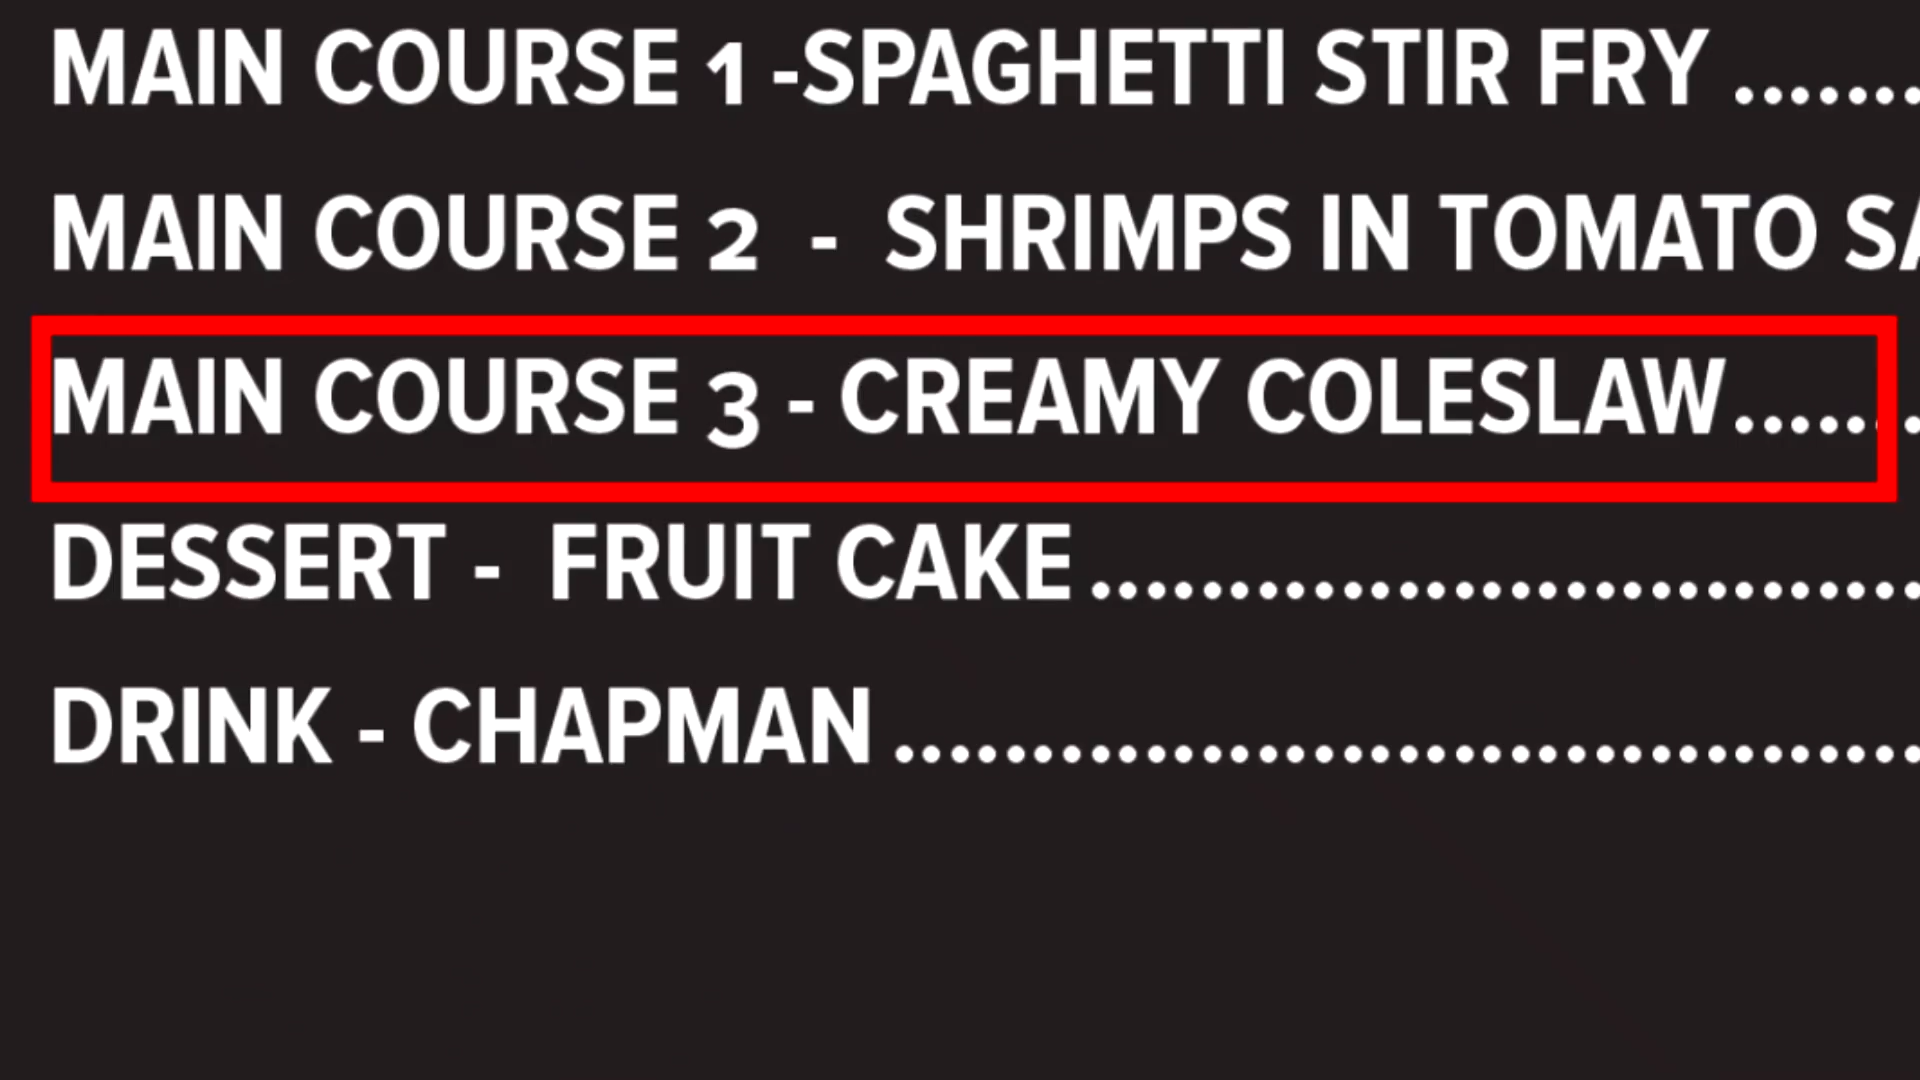 MAIN COURSE 1 -SPAGHETTI STIR FRY .......
MAIN COURSE 2 - SHRIMPS IN TOMATO
MAIN COURSE 3 - CREAMY COLESLAW.......
DESSERT - FRUIT CAKE ..............................
DRINK - CHAPMAN .....................................